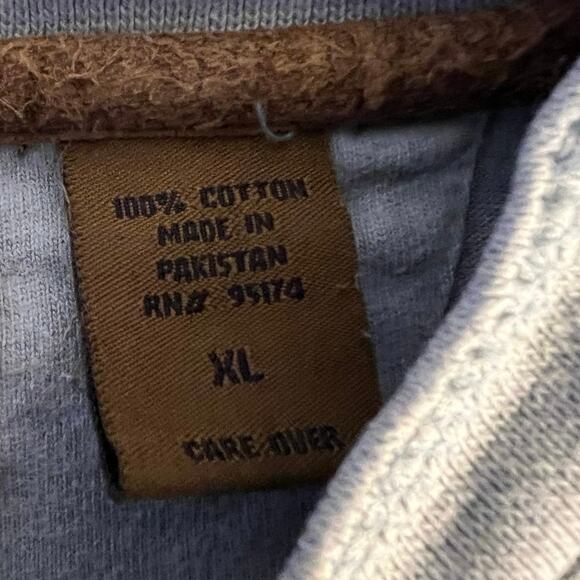 100% COTTON
MADE IN
PAKISTAN
RN# 95174
XL
CARE OVER